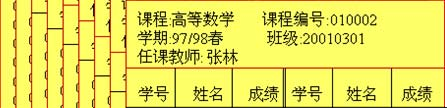 课程:高等数学 课程编号:010002
学期:97/98春 班级:20010301
任课教师:张林
学号 姓名 成绩 学号 姓名 成绩